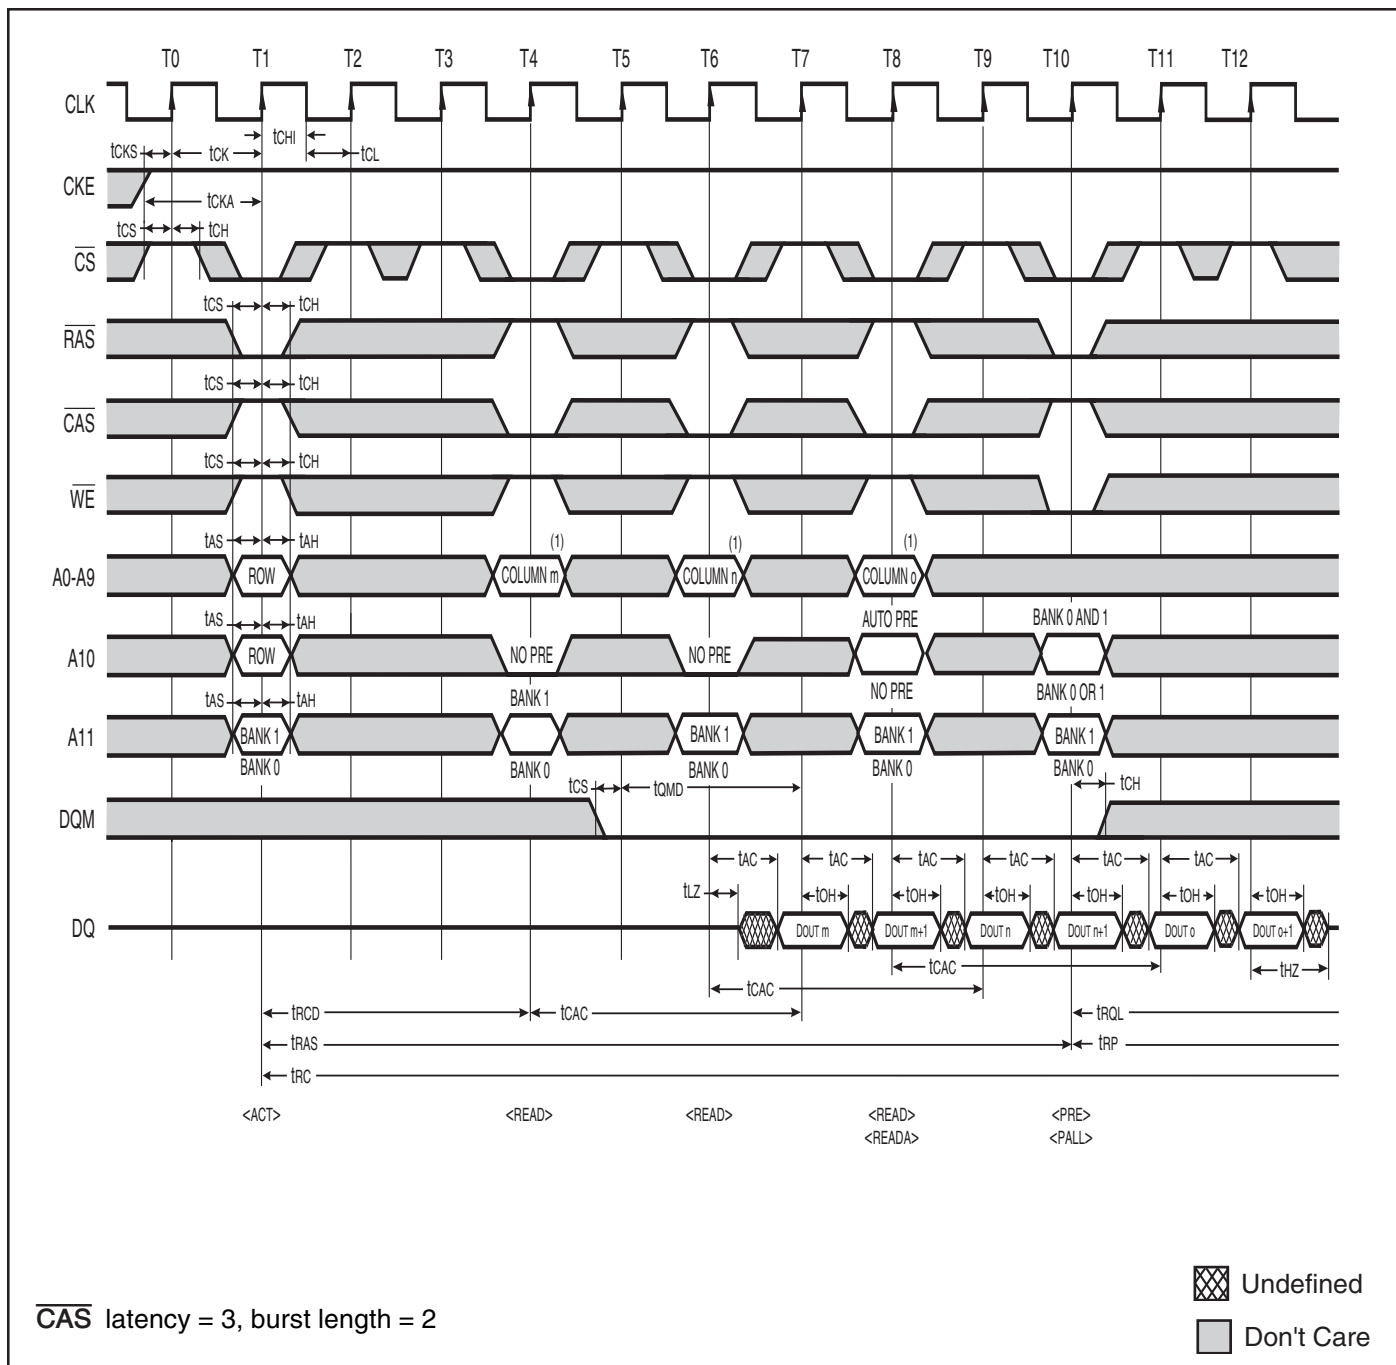 T0 T1 T2 T3 T4 T5 T6 T7 T8 T9 T10 T11 T12
CLK
tCHI
tCKS tCK tCL
CKE
tCKA
tCS tCH
CS
tCS tCH
RAS
tCS tCH
CAS
tCS tCH
WE
tAS tAH (1) (1) (1)
A0-A9 ROW COLUMN m COLUMN n COLUMN o
tAS tAH AUTO PRE BANK 0 AND 1
A10 ROW NO PRE NO PRE
tAS tAH BANK 1 NO PRE BANK 0 OR 1
A11 BANK 1 BANK 1 BANK 1 BANK 1
BANK 0 BANK 0 BANK 0 BANK 0 BANK 0
tCS tQMD tCH
DQM
tAC tAC tAC tAC tAC tAC
tLZ tOH tOH tOH tOH tOH tOH
DQ DOUT m DOUT m+1 DOUT n DOUT n+1 DOUT o DOUT o+1
tCAC tHZ
tCAC
tRCD tCAC tRQL
tRAS tRP
tRC
<ACT> <READ> <READ> <READ> <PRE>
<READA> <PALL>
Undefined
CAS latency = 3, burst length = 2
Don't Care